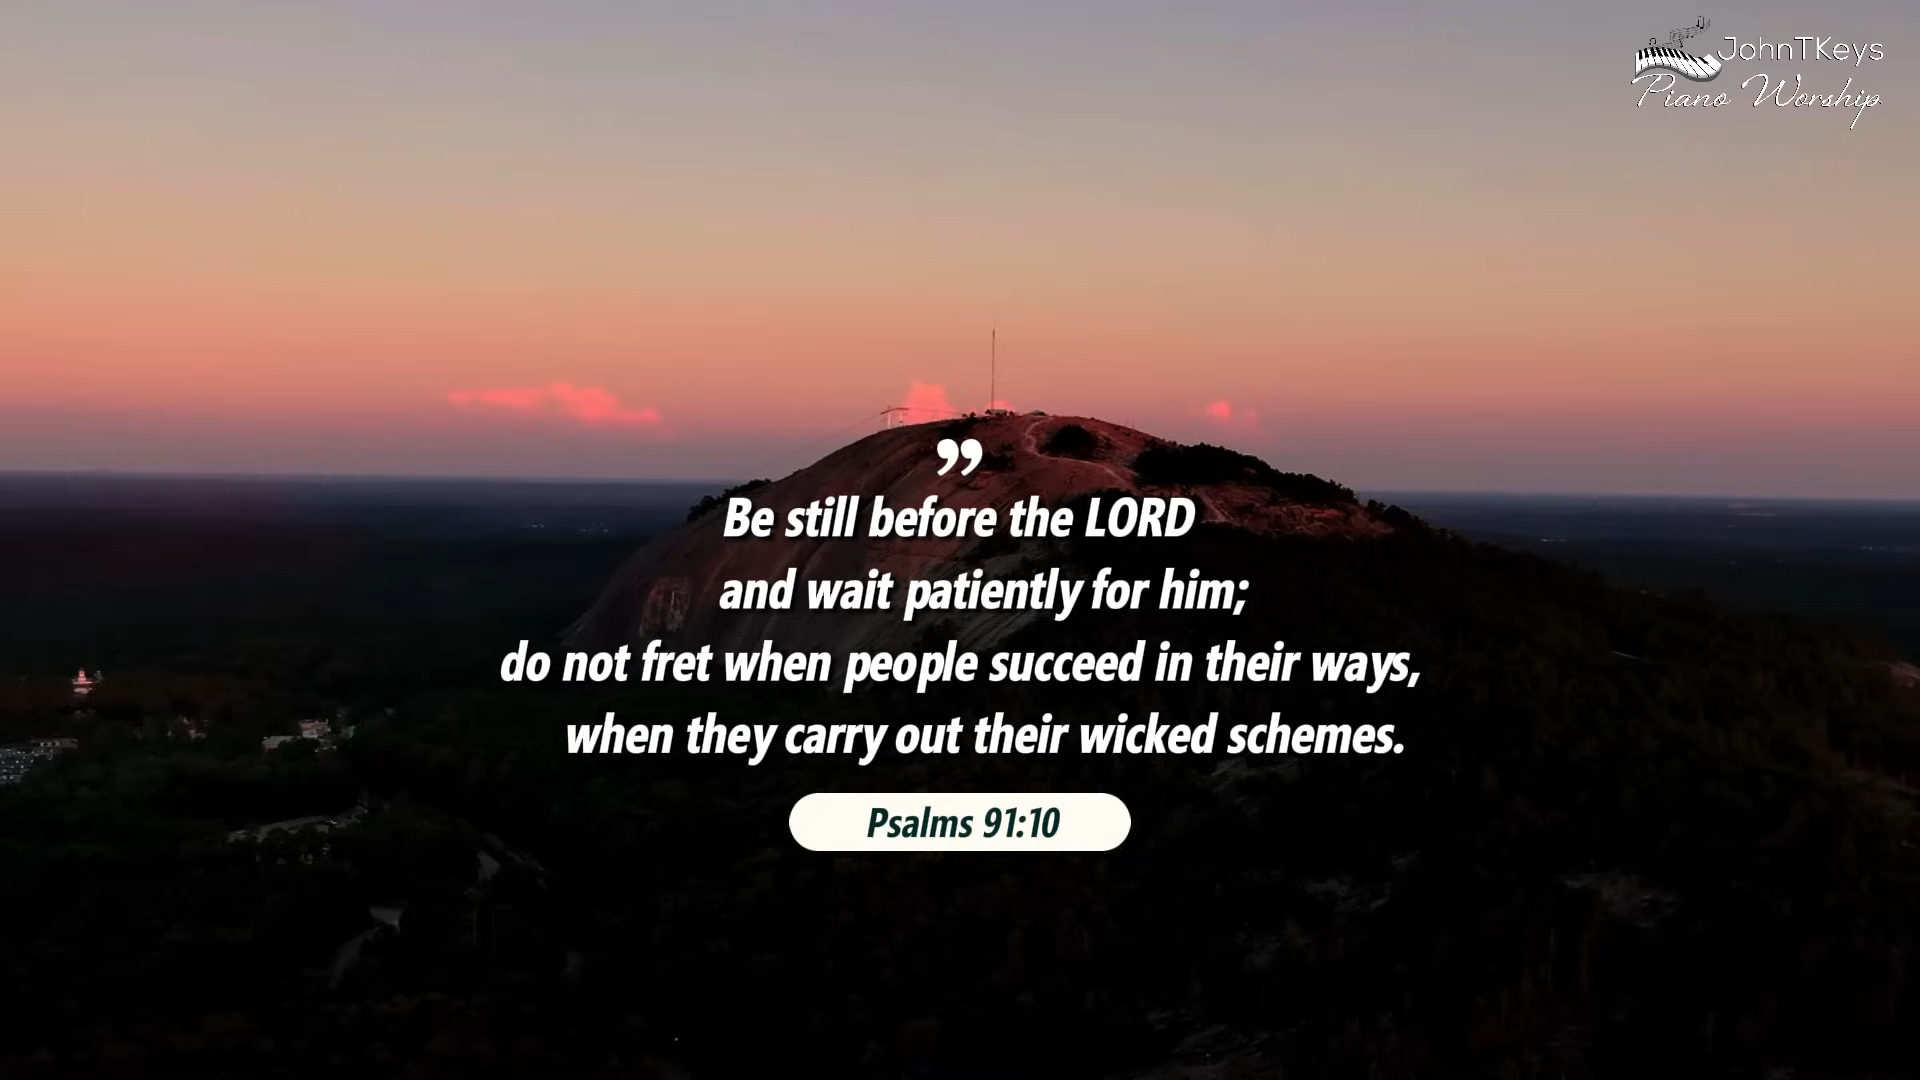 JohnTKeys
Piano Worship
”
Be still before the LORD
and wait patiently for him;
do not fret when people succeed in their ways,
when they carry out their wicked schemes.
Psalms 91:10